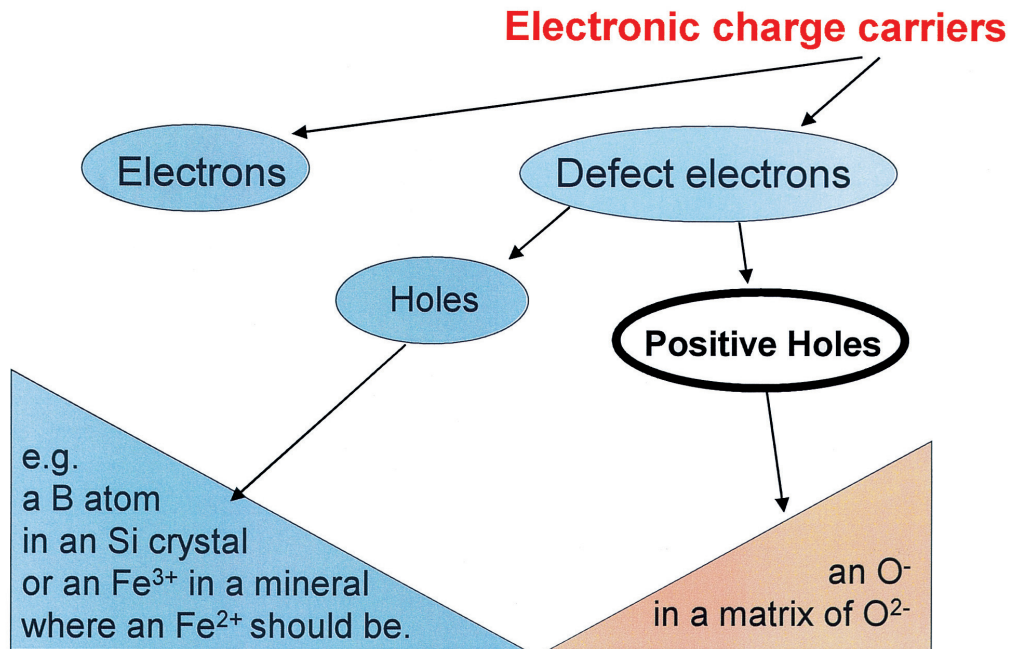 Electronic charge carriers
Electrons
Defect electrons
Holes
Positive Holes
e.g.
a B atom
in an Si crystal
or an Fe³⁺ in a mineral
where an Fe²⁺ should be.
an O⁻
in a matrix of O²⁻